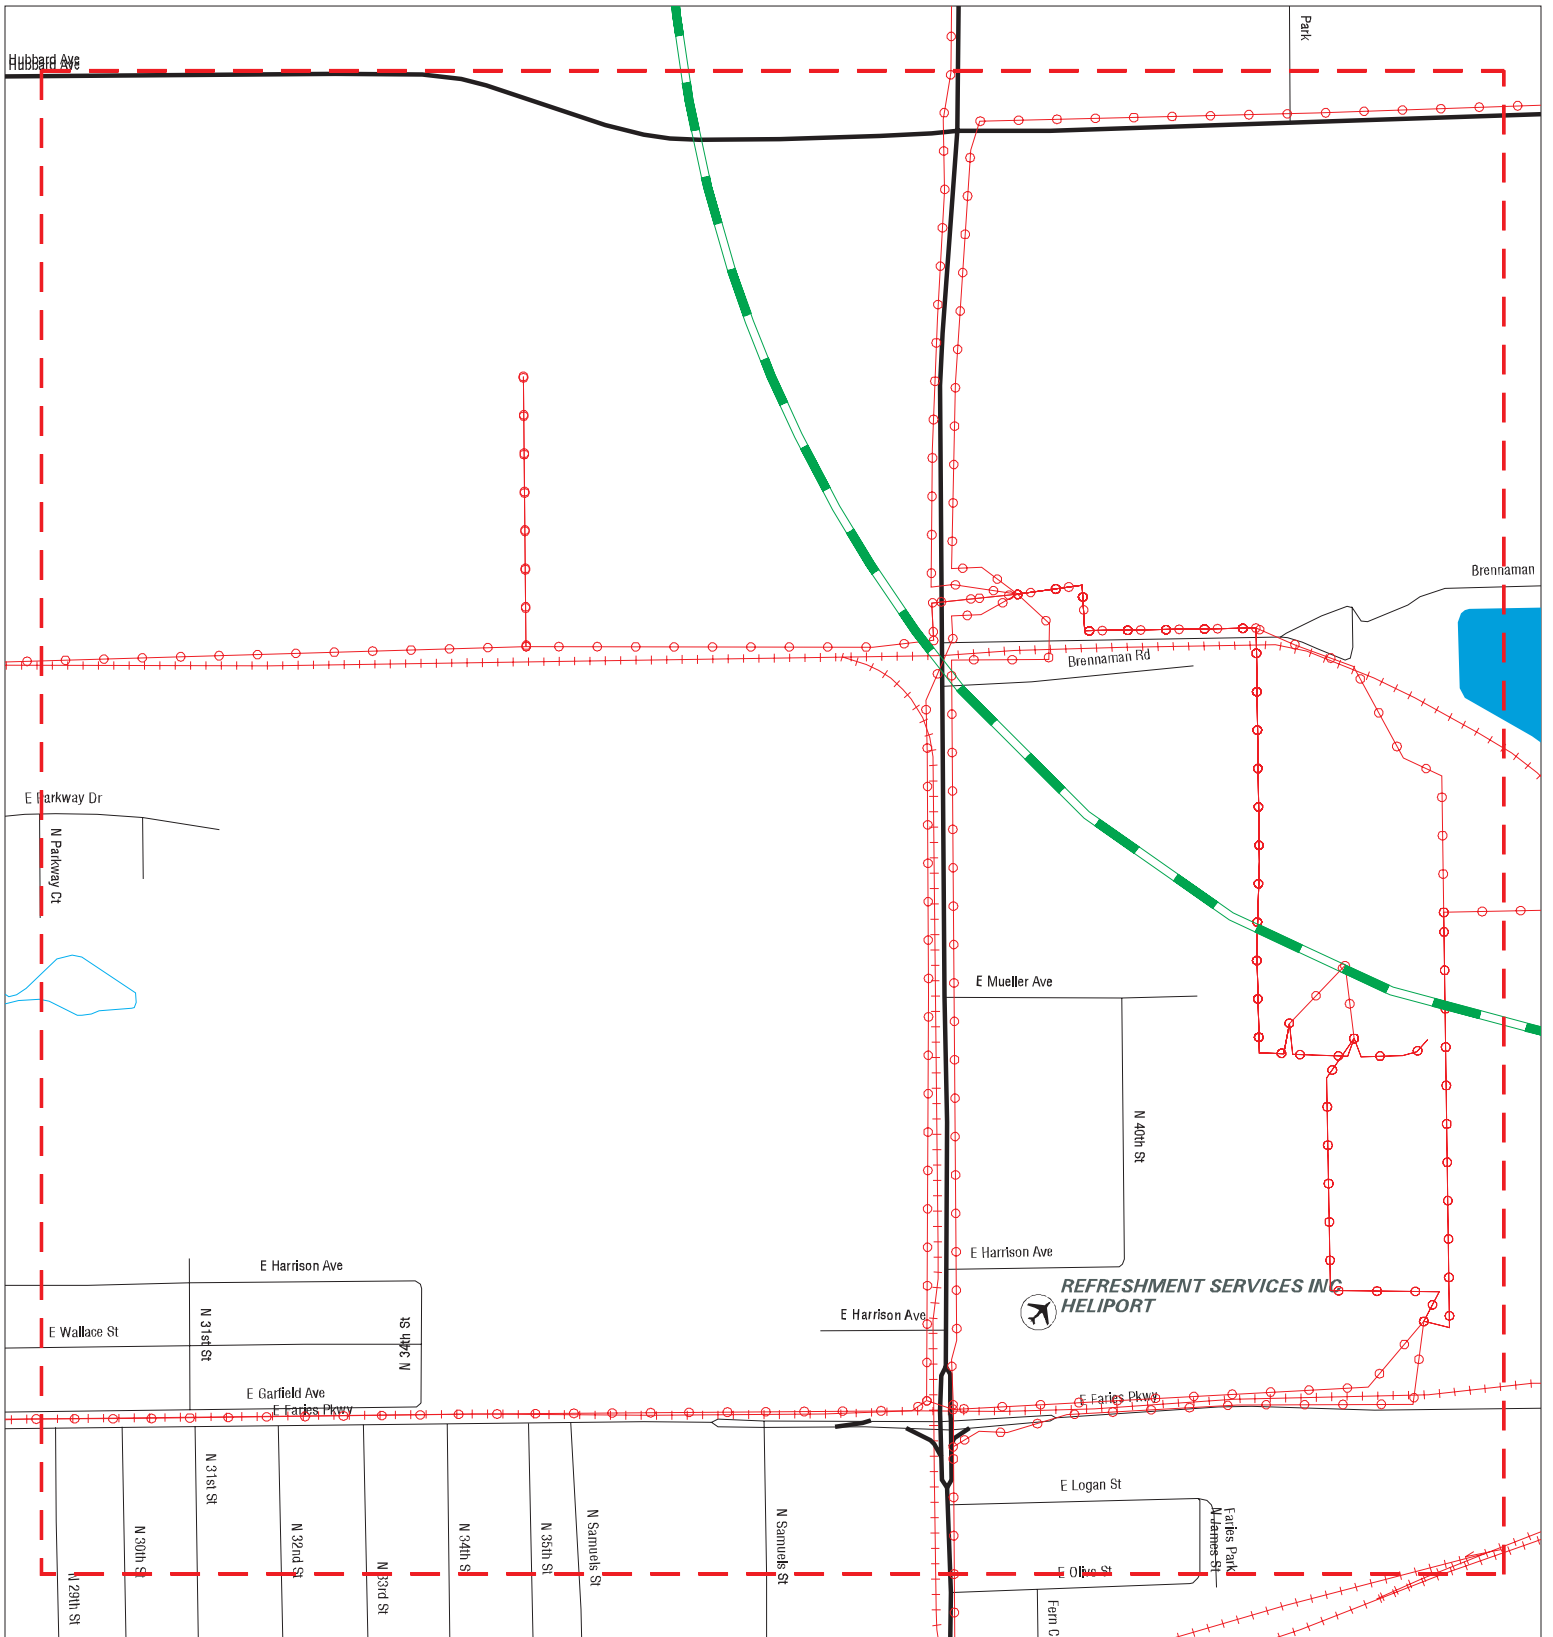 Park
Hubbard Ave
Hubbard Ave
Brennaman
Brennaman Rd
E Parkway Dr
N Parkway Ct
E Mueller Ave
N 40th St
E Harrison Ave
E Harrison Ave
REFRESHMENT SERVICES INC
HELIPORT
E Harrison Ave
N 31st St
N 34th St
E Wallace St
E Garfield Ave
E Faries Pkwy
E Faries Pkwy
N 31st St
E Logan St
N 30th St
N 32nd St
N 34th St
N 35th St
N Samuels St
N Samuels St
Faries Park
N James St
N 29th St
N 33rd St
E Olive St
Fern C